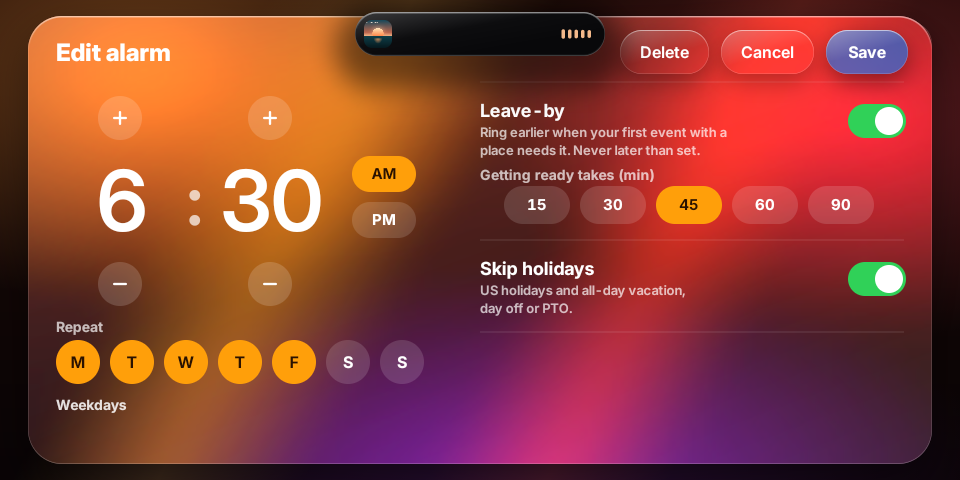 Edit alarm
Delete
Cancel
Save
+
+
6 : 30
AM
PM
−
−
Repeat
M T W T F S S
Weekdays
Leave-by
Ring earlier when your first event with a
place needs it. Never later than set.
Getting ready takes (min)
15 30 45 60 90
Skip holidays
US holidays and all-day vacation,
day off or PTO.